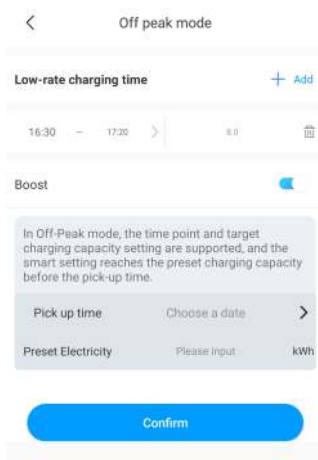 Off peak mode
Low-rate charging time + Add
16:30 – 17:20 8.0
Boost
In Off-Peak mode, the time point and target
charging capacity setting are supported, and the
smart setting reaches the preset charging capacity
before the pick-up time.
Pick up time Choose a date
Preset Electricity Please input kWh
Confirm